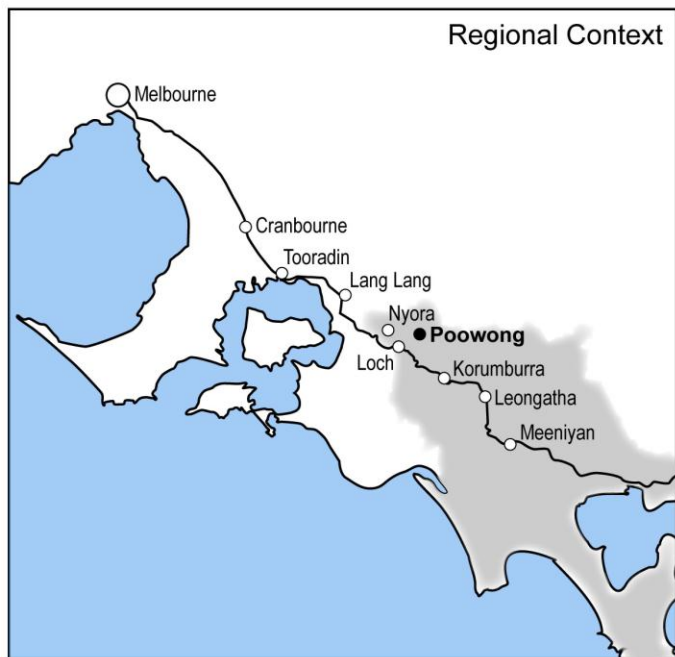 Regional Context
Melbourne
Cranbourne
Tooradin
Lang Lang
Nyora
Poowong
Loch
Korumburra
Leongatha
Meeniyan